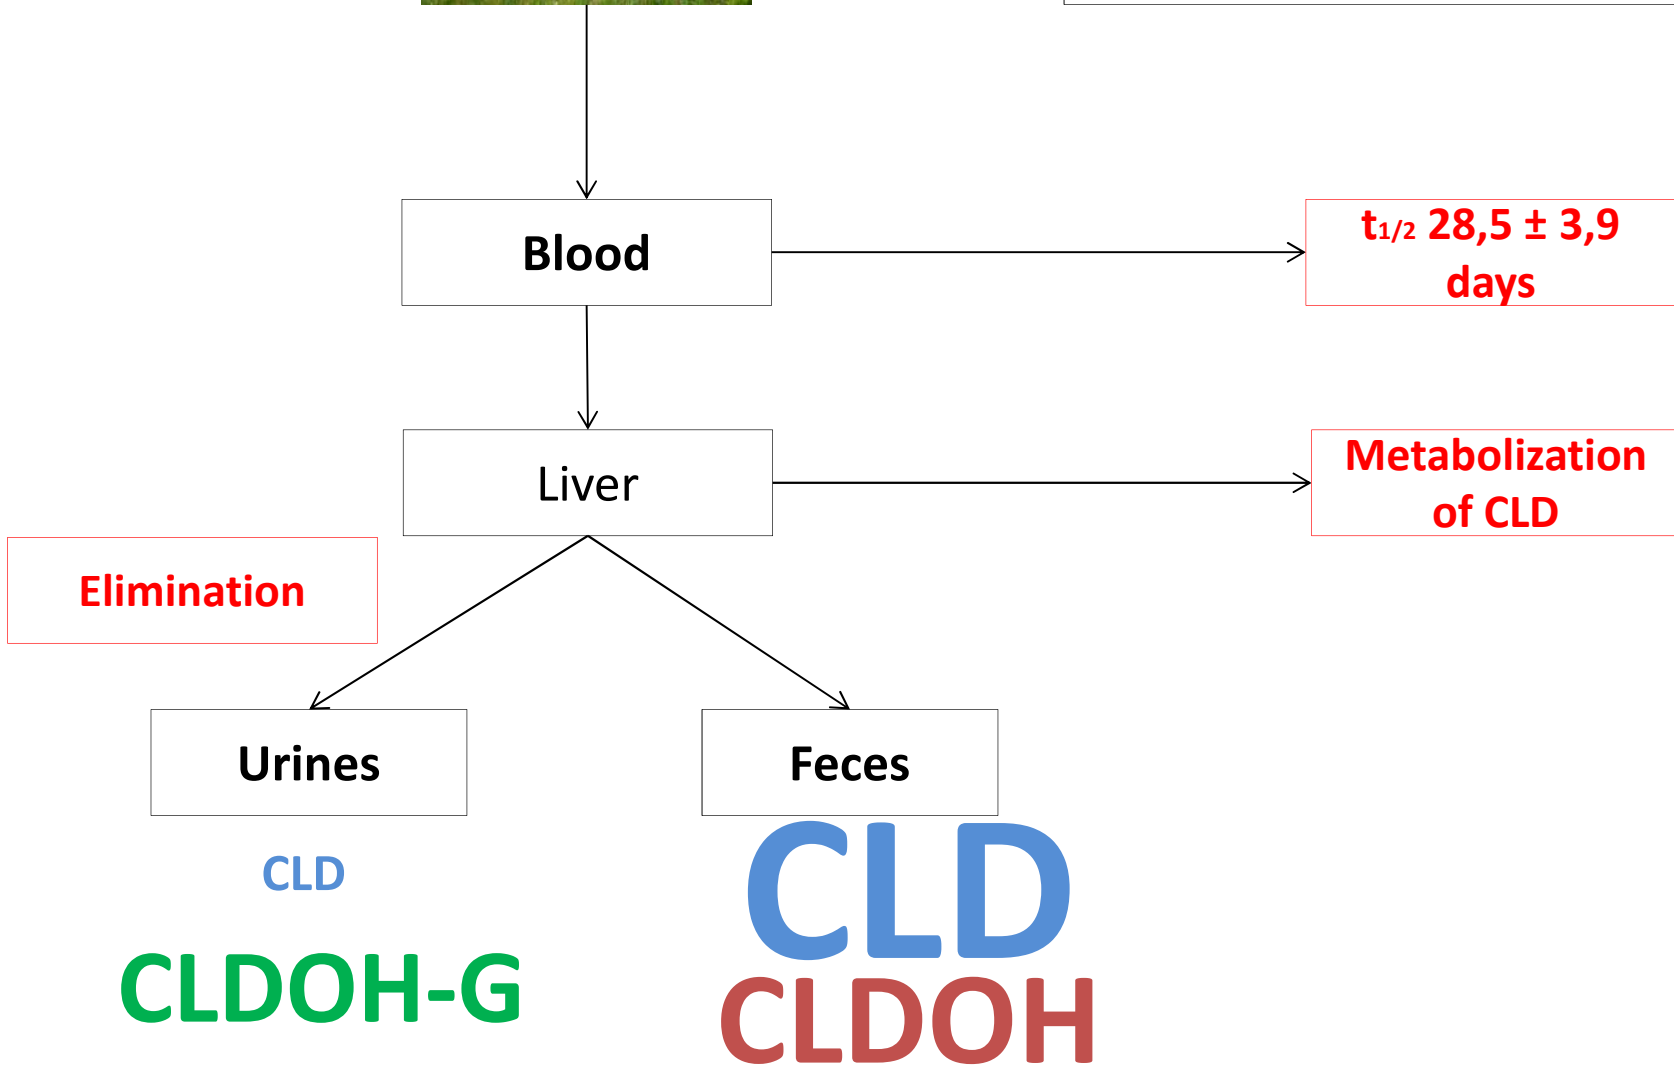 Blood
t1/2 28,5 ± 3,9
days
Liver
Metabolization
of CLD
Elimination
Urines
Feces
CLD
CLDOH-G
CLD
CLDOH